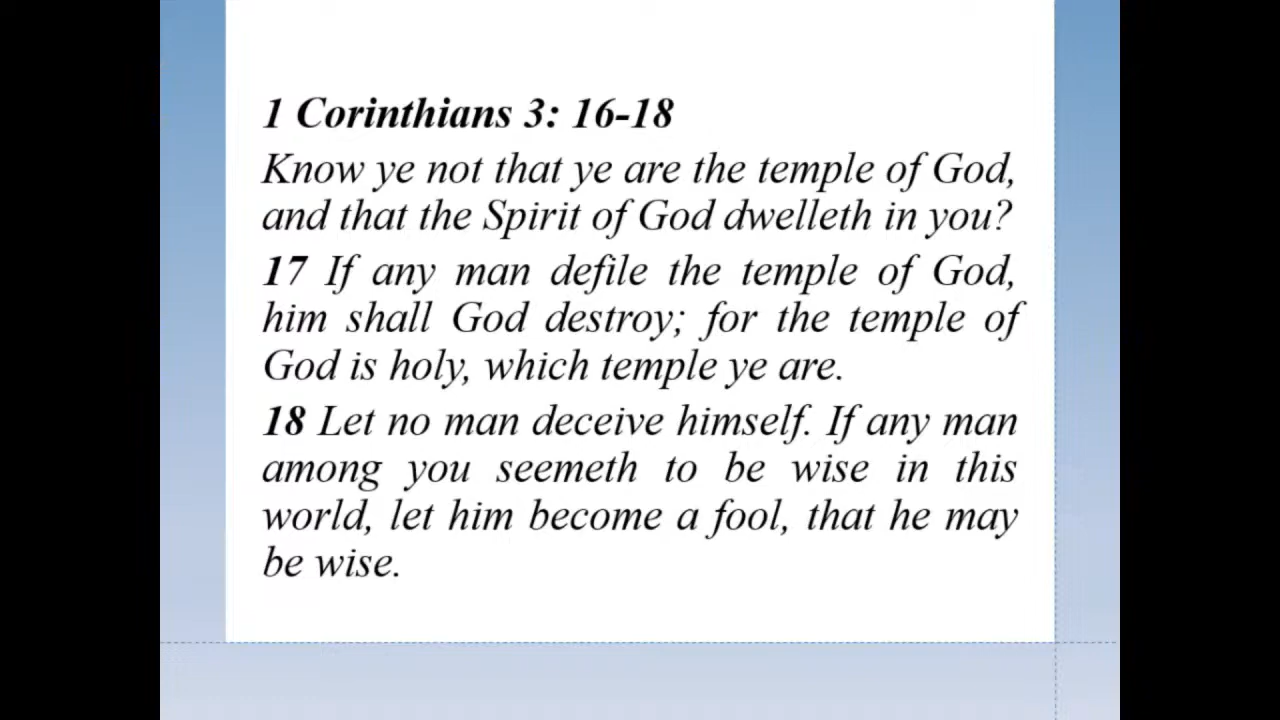 1 Corinthians 3: 16-18
Know ye not that ye are the temple of God,
and that the Spirit of God dwelleth in you?
17 If any man defile the temple of God,
him shall God destroy; for the temple of
God is holy, which temple ye are.
18 Let no man deceive himself. If any man
among you seemeth to be wise in this
world, let him become a fool, that he may
be wise.